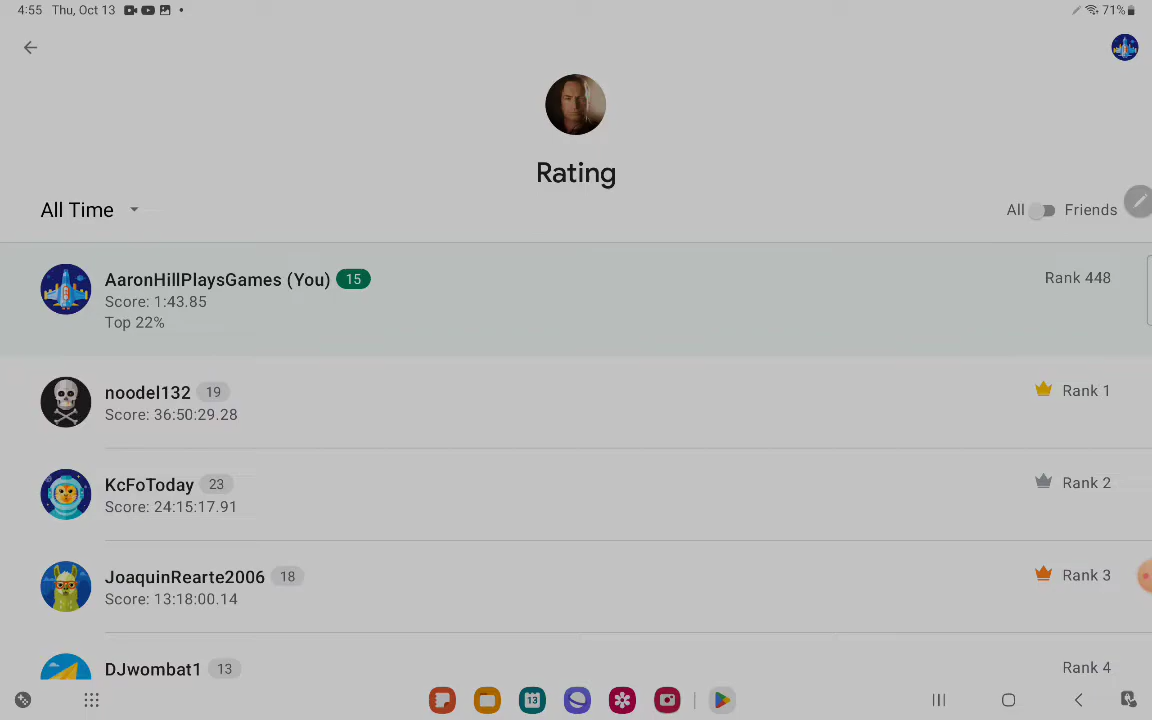 4:55 Thu, Oct 13
71%
Rating
All Time
All Friends
AaronHillPlaysGames (You) 15
Rank 448
Score: 1:43.85
Top 22%
noodel132 19
Rank 1
Score: 36:50:29.28
KcFoToday 23
Rank 2
Score: 24:15:17.91
JoaquinRearte2006 18
Rank 3
Score: 13:18:00.14
DJwombat1 13
Rank 4
13